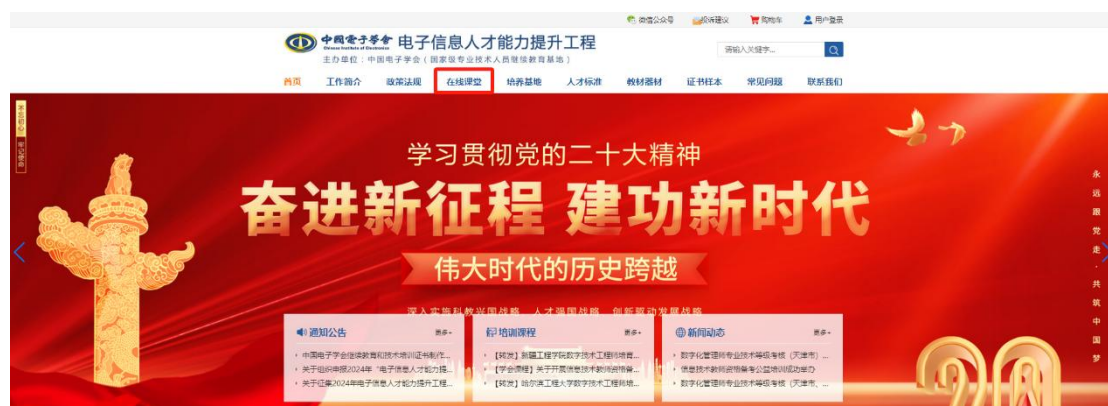 微信公众号 投诉建议 购物车 用户登录
中国电子学会 电子信息人才能力提升工程
Chinese Institute of Electronics
主办单位：中国电子学会（国家级专业技术人员继续教育基地）
请输入关键字...
首页 工作简介 政策法规 在线课堂 培养基地 人才标准 教材器材 证书样本 常见问题 联系我们
不忘初心 牢记使命
学习贯彻党的二十大精神
奋进新征程 建功新时代
伟大时代的历史跨越
深入实施科教兴国战略 人才强国战略 创新驱动发展战略
永远跟党走·共筑中国梦
通知公告 更多+
中国电子学会继续教育和技术培训证书制作...
关于组织申报2024年“电子信息人才能力提...
关于征集2024年电子信息人才能力提升工程...
培训课程 更多+
【转发】新疆工程学院数字技术工程师培育...
【学会课程】关于开展信息技术教师资格备...
【转发】哈尔滨工程大学数字技术工程师培...
新闻动态 更多+
数字化管理师专业技术等级考核（天津市）...
信息技术教师资格备考公益培训成功举办
数字化管理师专业技术等级考核（天津市、...